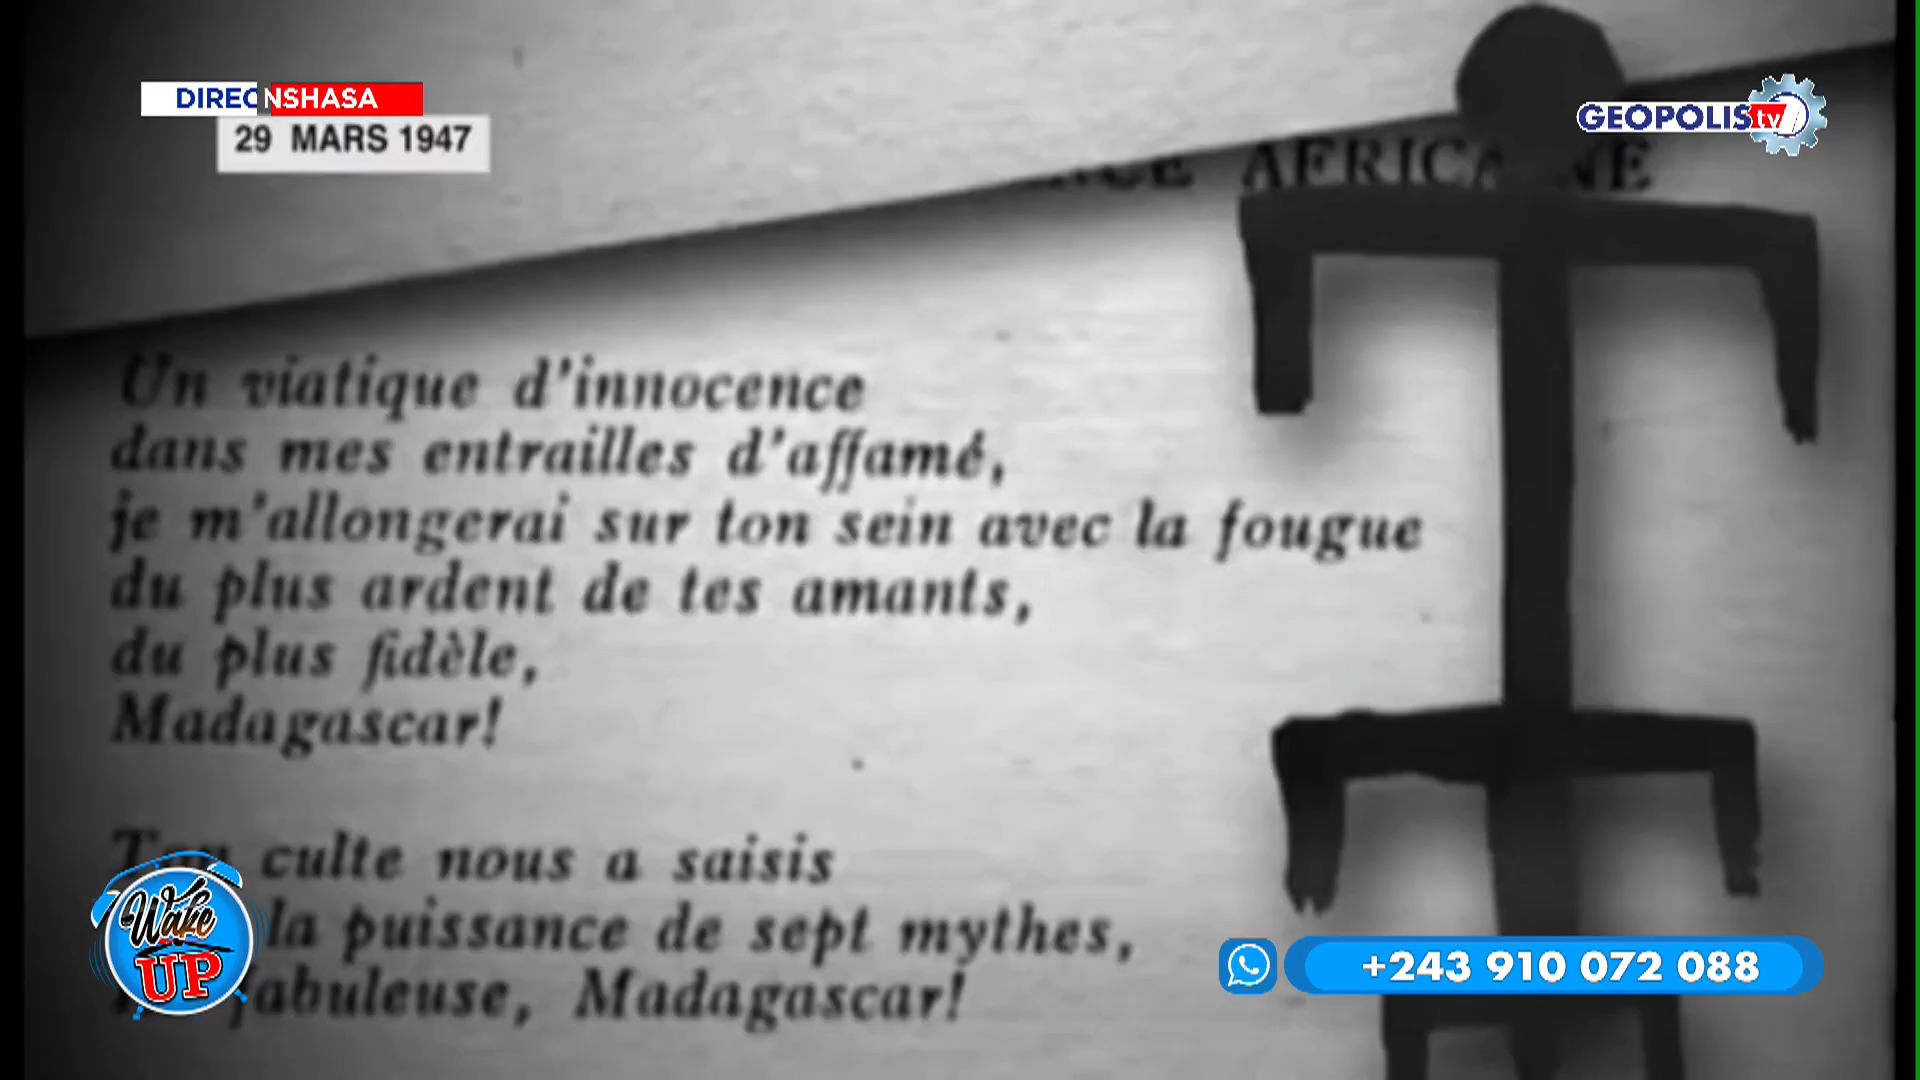 DIREC NSHASA
29 MARS 1947
GEOPOLIS tv
AFRICA NE
Un viatique d'innocence
dans mes entrailles d'affamé,
je m'allongerai sur ton sein avec la fougue
du plus ardent de tes amants,
du plus fidèle,
Madagascar!
culte nous a saisis
la puissance de sept mythes,
fabuleuse, Madagascar!
Wake UP
+243 910 072 088